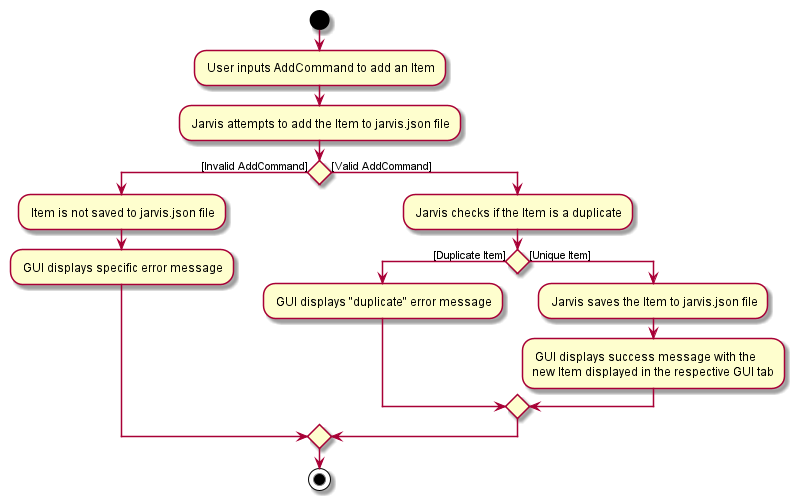 User inputs AddCommand to add an Item
Jarvis attempts to add the Item to jarvis.json file
[Invalid AddCommand]
[Valid AddCommand]
Item is not saved to jarvis.json file
GUI displays specific error message
Jarvis checks if the Item is a duplicate
[Duplicate Item]
[Unique Item]
GUI displays "duplicate" error message
Jarvis saves the Item to jarvis.json file
GUI displays success message with the
new Item displayed in the respective GUI tab